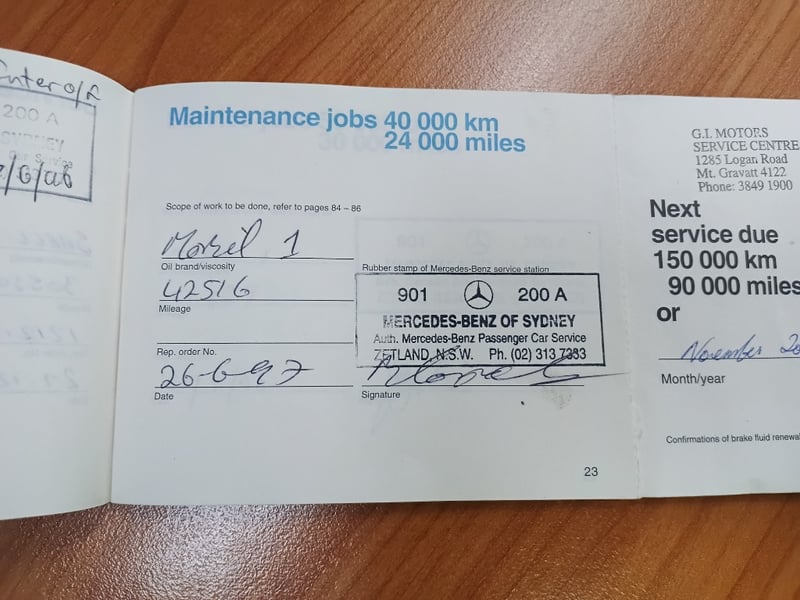 200 A
Maintenance jobs 40 000 km
24 000 miles
Scope of work to be done, refer to pages 84 – 86
Mobil 1
Oil brand/viscosity
42516
Mileage
Rep. order No.
26-6-97
Date
Rubber stamp of Mercedes-Benz service station
901 200 A
MERCEDES-BENZ OF SYDNEY
Auth. Mercedes-Benz Passenger Car Service
ZETLAND N.S.W. Ph. (02) 313 7333
Signature
23
G.I. MOTORS
SERVICE CENTRE
1285 Logan Road
Mt. Gravatt 4122
Phone: 3849 1900
Next
service due
150 000 km
90 000 miles
or
November
Month/year
Confirmations of brake fluid renewal